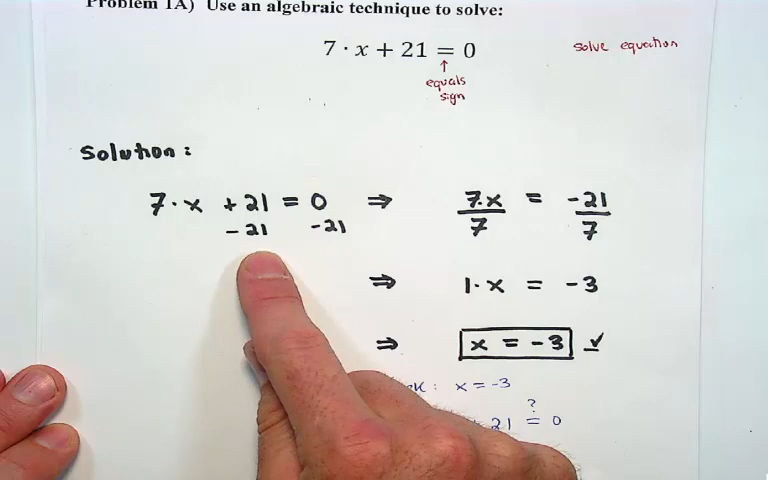 Problem 1A) Use an algebraic technique to solve:
7 · x + 21 = 0
solve equation
↑
equals
sign
Solution:
7 · x + 21 = 0 ⇒ 7·x/7 = -21/7
- 21 -21
⇒ 1 · x = -3
⇒ x = -3 ✓
: x = -3
21 ?= 0